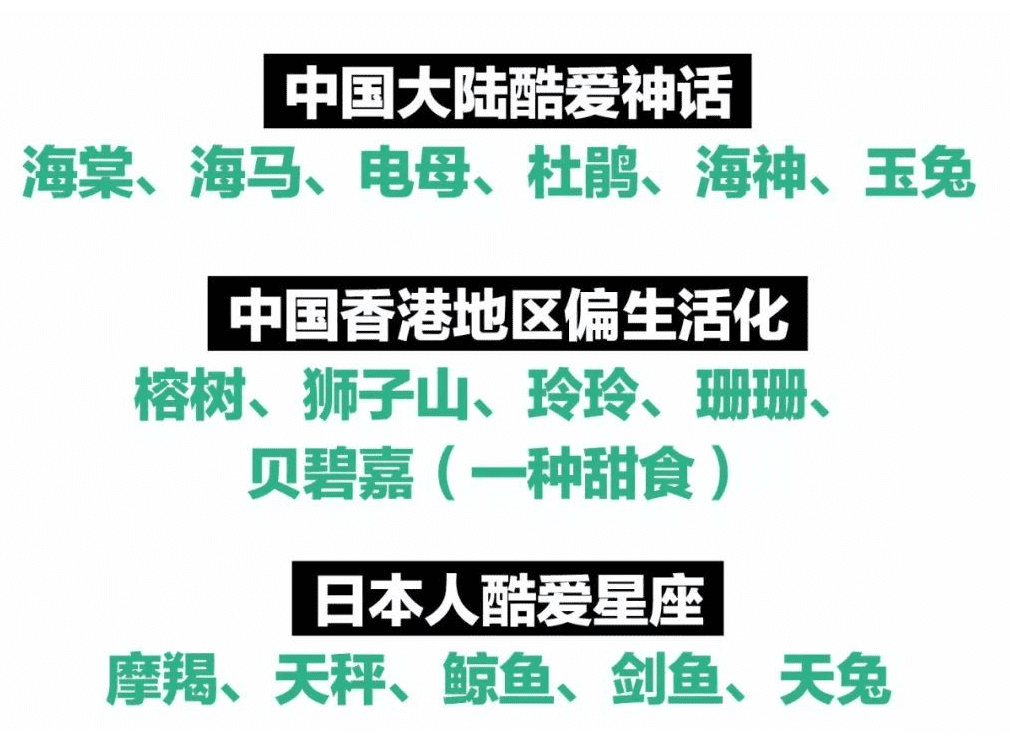 中国大陆酷爱神话
海棠、海马、电母、杜鹃、海神、玉兔
中国香港地区偏生活化
榕树、狮子山、玲玲、珊珊、
贝碧嘉（一种甜食）
日本人酷爱星座
摩羯、天秤、鲸鱼、剑鱼、天兔